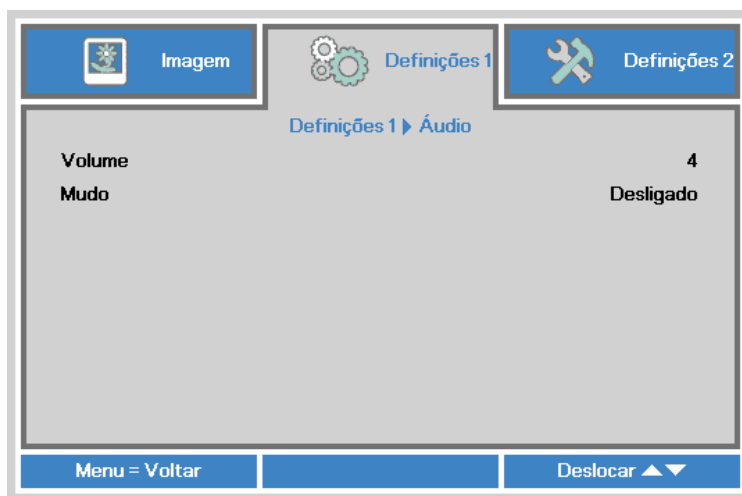 Imagem Definições 1 Definições 2
Definições 1 Áudio
Volume 4
Mudo Desligado
Menu = Voltar Deslocar